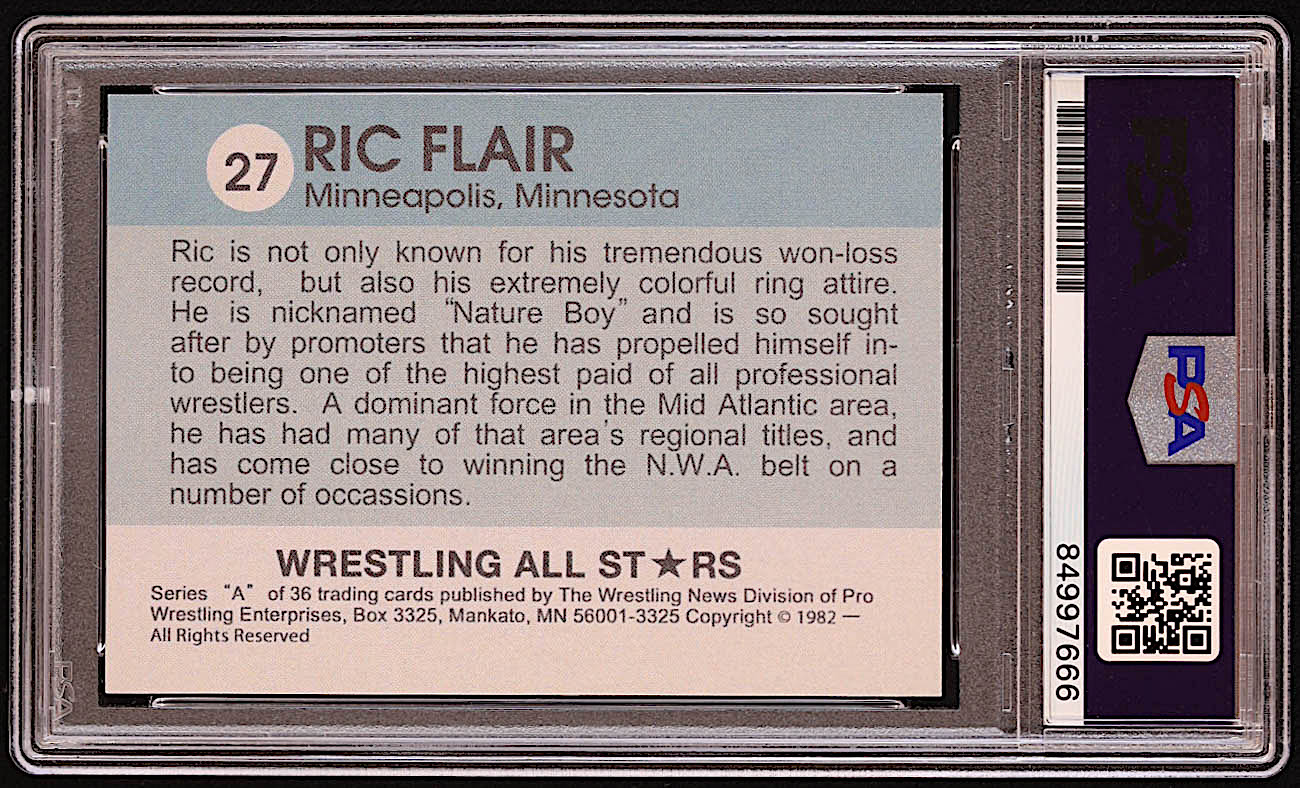 27
RIC FLAIR
Minneapolis, Minnesota
Ric is not only known for his tremendous won-loss
record, but also his extremely colorful ring attire.
He is nicknamed "Nature Boy" and is so sought
after by promoters that he has propelled himself in-
to being one of the highest paid of all professional
wrestlers. A dominant force in the Mid Atlantic area,
he has had many of that area's regional titles, and
has come close to winning the N.W.A. belt on a
number of occassions.
WRESTLING ALL ST★RS
Series "A" of 36 trading cards published by The Wrestling News Division of Pro
Wrestling Enterprises, Box 3325, Mankato, MN 56001-3325 Copyright © 1982 —
All Rights Reserved
PSA
PSA
84997666
PSA